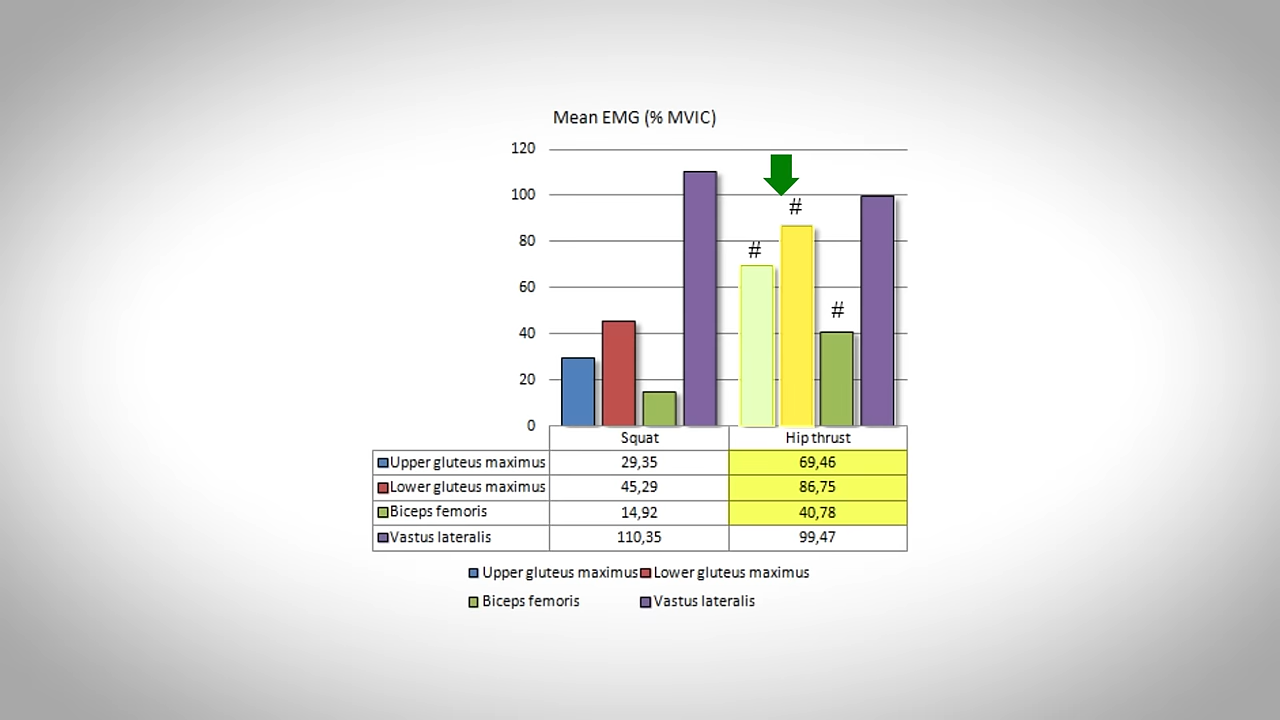 Mean EMG (% MVIC)
120
100
80
60
40
20
0
#
#
#
Squat Hip thrust
Upper gluteus maximus 29,35 69,46
Lower gluteus maximus 45,29 86,75
Biceps femoris 14,92 40,78
Vastus lateralis 110,35 99,47
Upper gluteus maximus Lower gluteus maximus
Biceps femoris Vastus lateralis